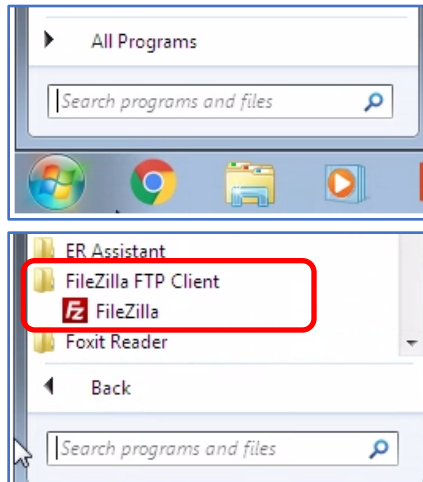 All Programs
Search programs and files
ER Assistant
FileZilla FTP Client
Fz FileZilla
Foxit Reader
Back
Search programs and files